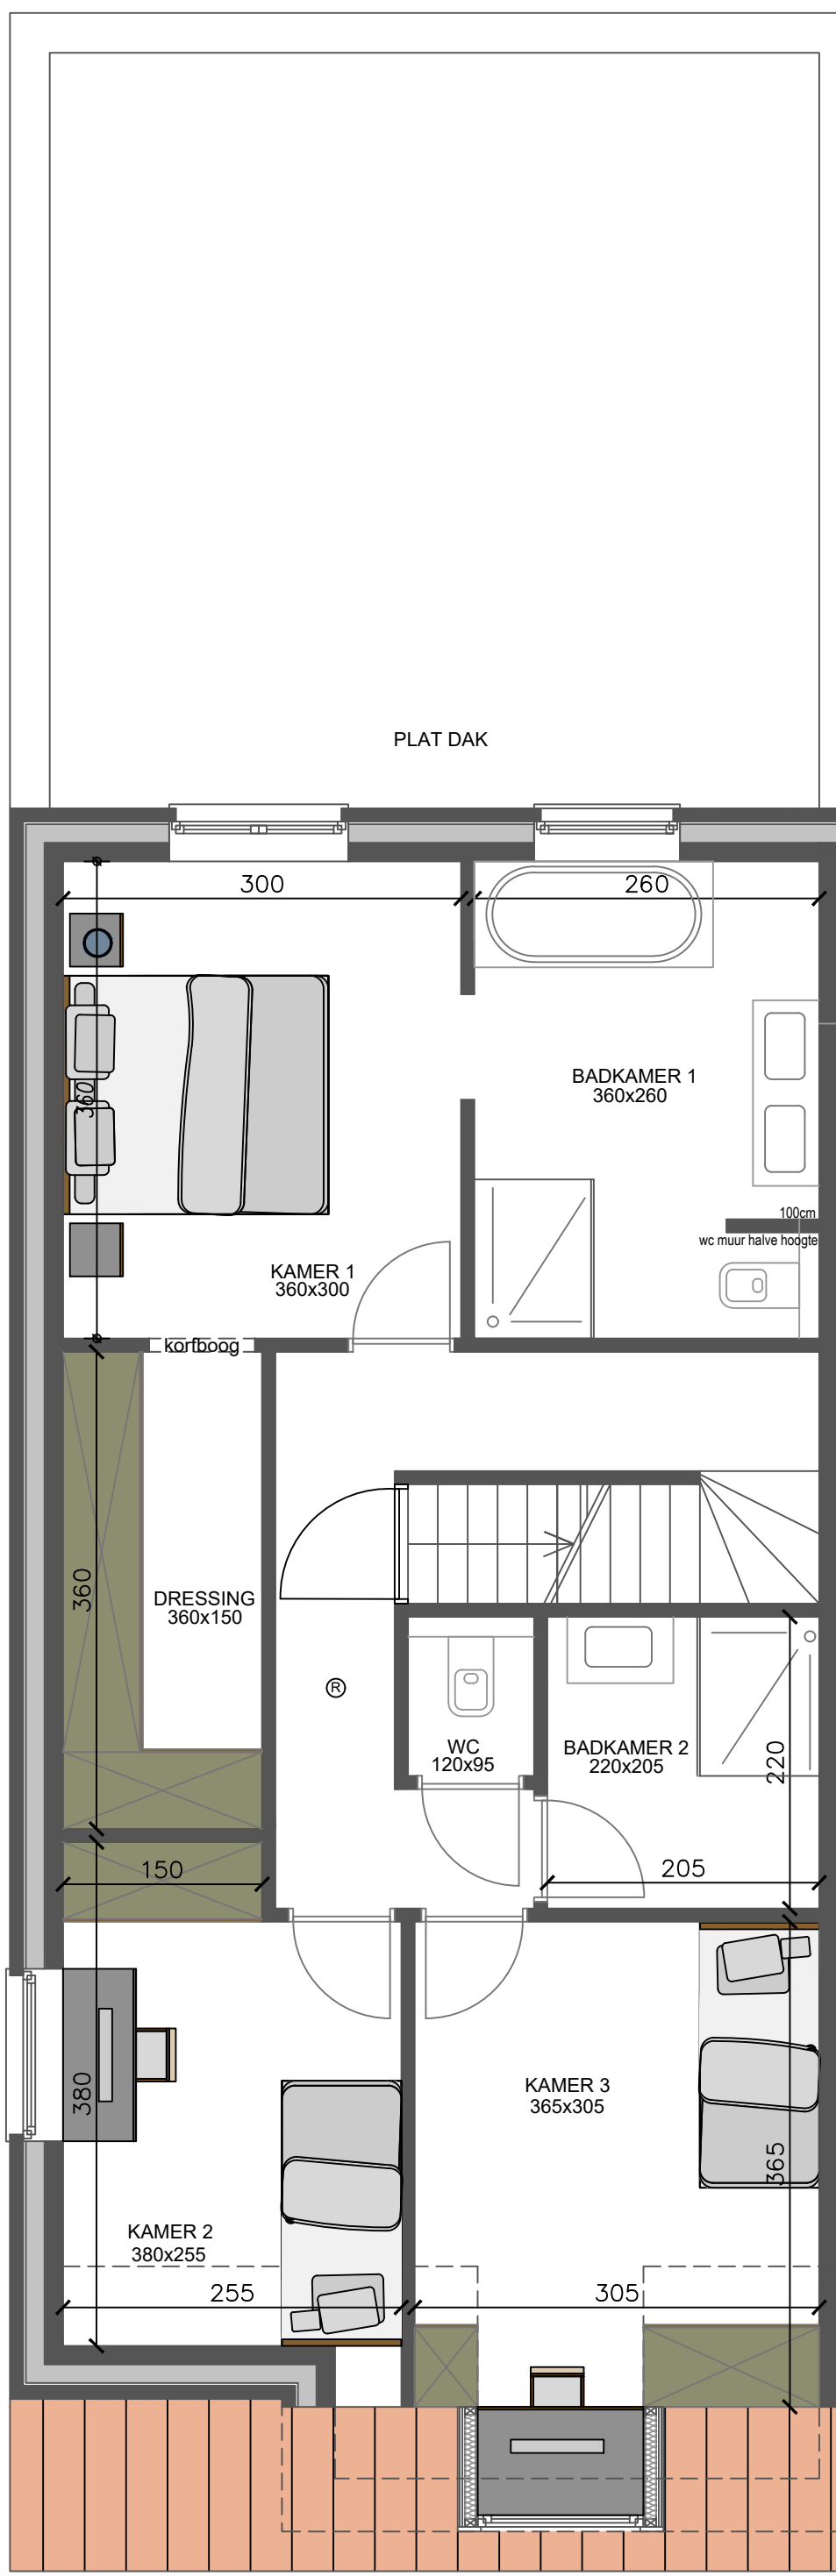 PLAT DAK
300
260
360
BADKAMER 1
360x260
100cm
wc muur halve hoogte
KAMER 1
360x300
korfboog
360
DRESSING
360x150
R
WC
120x95
BADKAMER 2
220x205
220
150
205
380
KAMER 3
365x305
365
KAMER 2
380x255
255
305